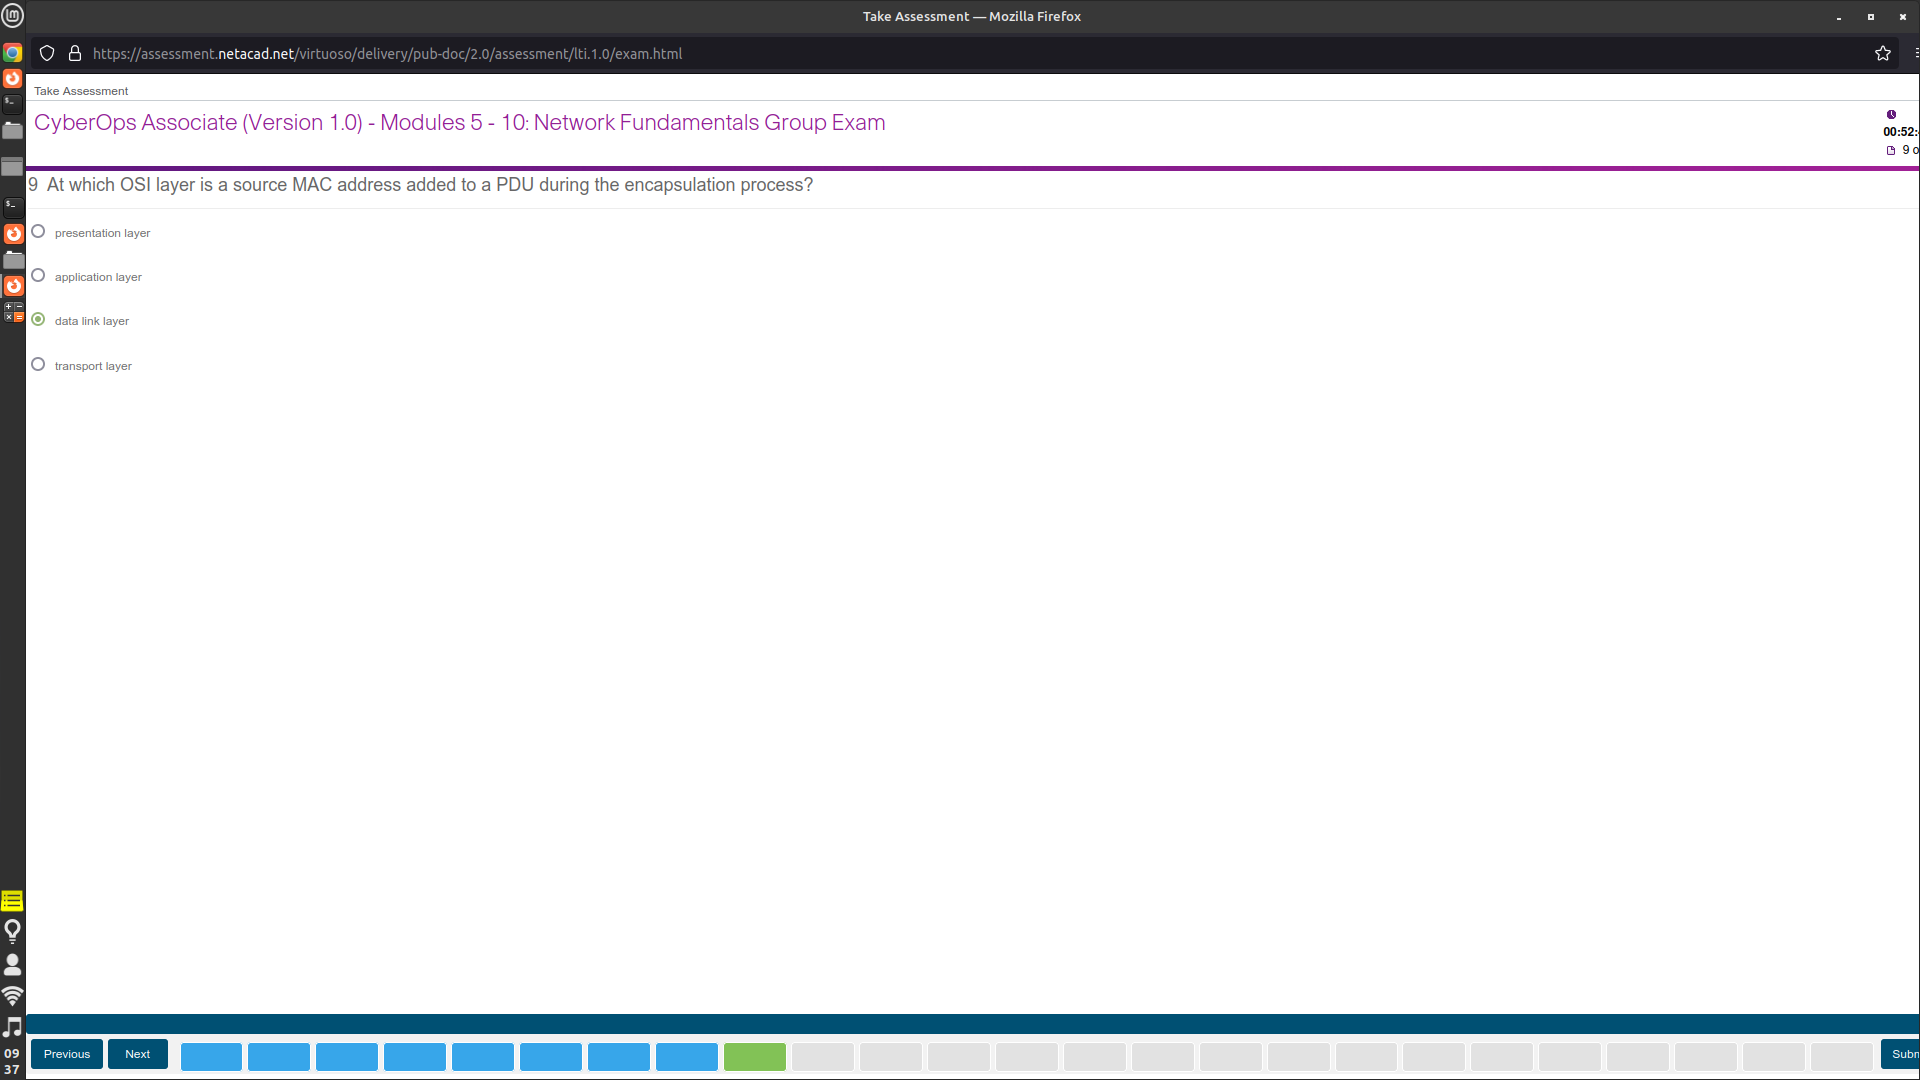 Take Assessment — Mozilla Firefox
https://assessment.netacad.net/virtuoso/delivery/pub-doc/2.0/assessment/lti.1.0/exam.html
Take Assessment
CyberOps Associate (Version 1.0) - Modules 5 - 10: Network Fundamentals Group Exam
00:52:
9 o
9 At which OSI layer is a source MAC address added to a PDU during the encapsulation process?
presentation layer
application layer
data link layer
transport layer
Previous
Next
Subm
09
37